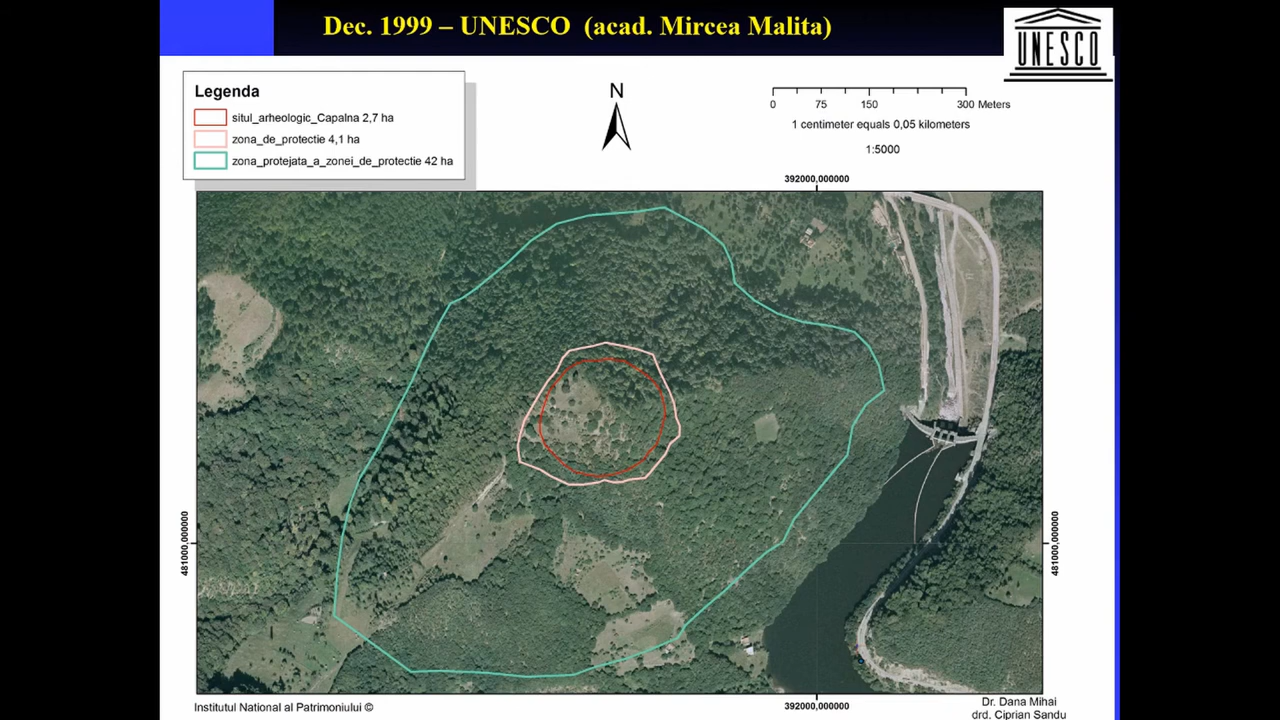 Dec. 1999 – UNESCO (acad. Mircea Malita)
UNESCO
Legenda
situl_arheologic_Capalna 2,7 ha
zona_de_protectie 4,1 ha
zona_protejata_a_zonei_de_protectie 42 ha
N
0 75 150 300 Meters
1 centimeter equals 0,05 kilometers
1:5000
392000,000000
481000,000000
481000,000000
392000,000000
Institutul National al Patrimoniului ©
Dr. Dana Mihai
drd. Ciprian Sandu